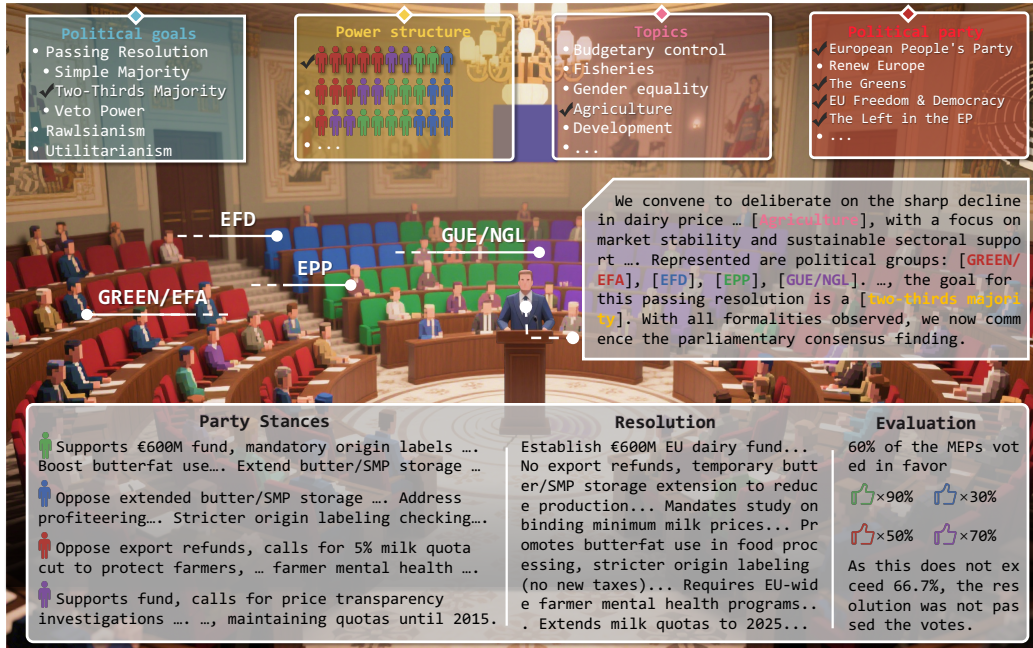 Political goals
• Passing Resolution
• Simple Majority
✓Two-Thirds Majority
• Veto Power
• Rawlsianism
• Utilitarianism
Power structure
• ...
Topics
• Budgetary control
• Fisheries
• Gender equality
✓Agriculture
• Development
• ...
Political party
✓European People's Party
• Renew Europe
✓The Greens
✓EU Freedom & Democracy
✓The Left in the EP
• ...
EFD
GUE/NGL
EPP
GREEN/EFA
We convene to deliberate on the sharp decline
in dairy price … [Agriculture], with a focus on
market stability and sustainable sectoral suppo
rt …. Represented are political groups: [GREEN/
EFA], [EFD], [EPP], [GUE/NGL]. …, the goal for
this passing resolution is a [two-thirds majori
ty]. With all formalities observed, we now comm
ence the parliamentary consensus finding.
Party Stances
Supports €600M fund, mandatory origin labels ….
Boost butterfat use…. Extend butter/SMP storage …
Oppose extended butter/SMP storage …. Address
profiteering…. Stricter origin labeling checking….
Oppose export refunds, calls for 5% milk quota
cut to protect farmers, … farmer mental health ….
Supports fund, calls for price transparency
investigations …. …, maintaining quotas until 2015.
Resolution
Establish €600M EU dairy fund...
No export refunds, temporary butt
er/SMP storage extension to reduc
e production... Mandates study on
binding minimum milk prices... Pr
omotes butterfat use in food proc
essing, stricter origin labeling
(no new taxes)... Requires EU-wid
e farmer mental health programs..
. Extends milk quotas to 2025...
Evaluation
60% of the MEPs vot
ed in favor
×90% ×30%
×50% ×70%
As this does not ex
ceed 66.7%, the res
olution was not pas
sed the votes.